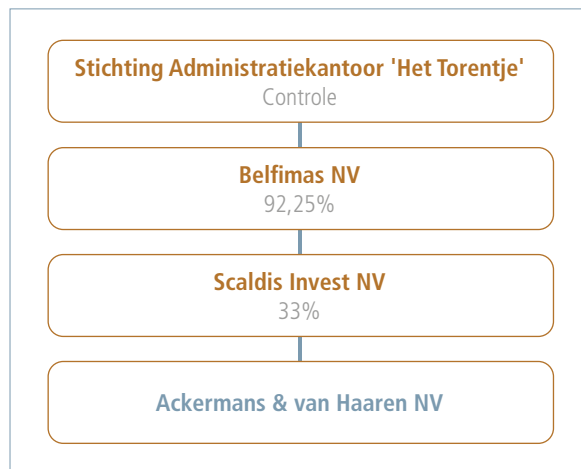 Stichting Administratiekantoor 'Het Torentje'
Controle
Belfimas NV
92,25%
Scaldis Invest NV
33%
Ackermans & van Haaren NV